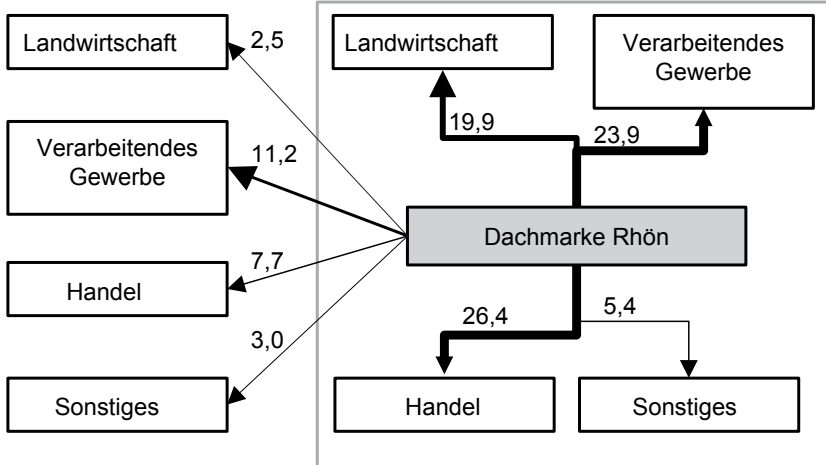 Landwirtschaft
2,5
Verarbeitendes
Gewerbe
11,2
Handel
7,7
Sonstiges
3,0
Landwirtschaft
19,9
Verarbeitendes
Gewerbe
23,9
Dachmarke Rhön
26,4
5,4
Handel
Sonstiges